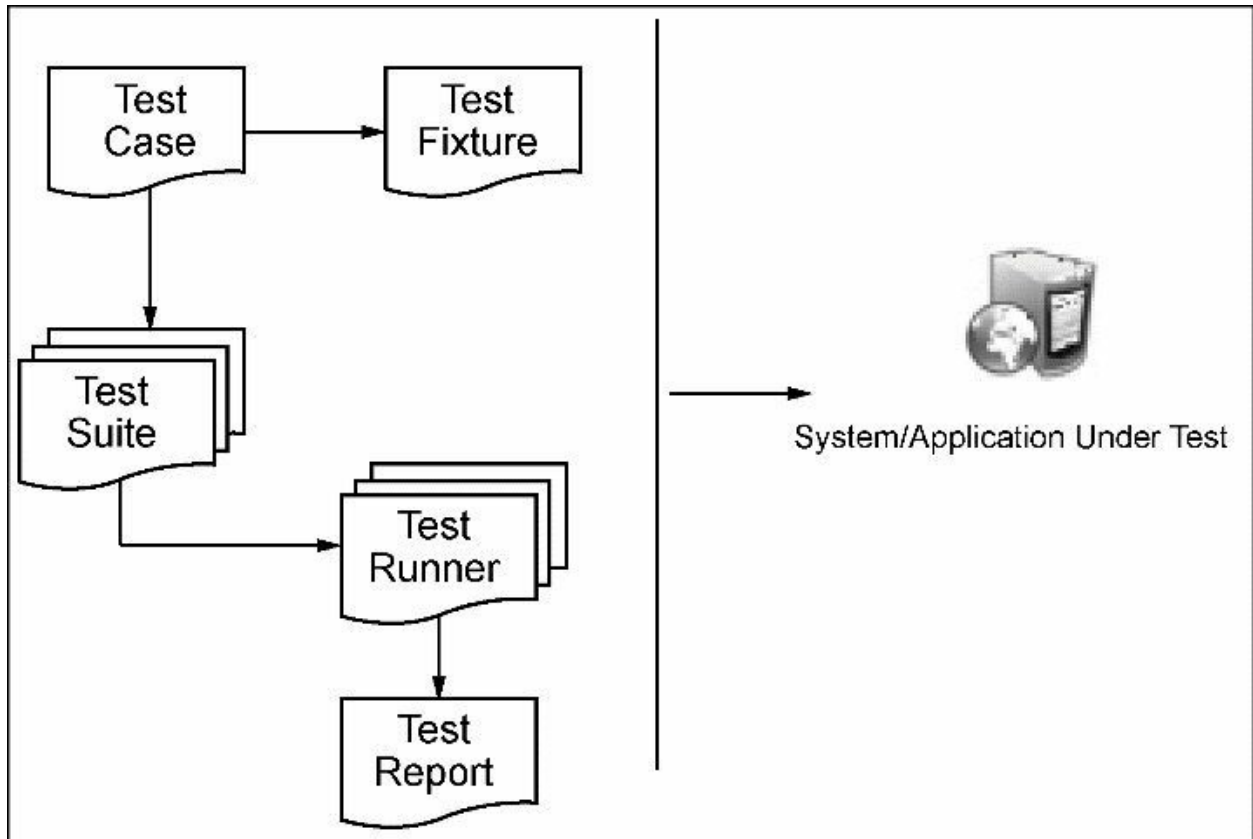 Test
Case
Test
Fixture
Test
Suite
Test
Runner
Test
Report
System/Application Under Test